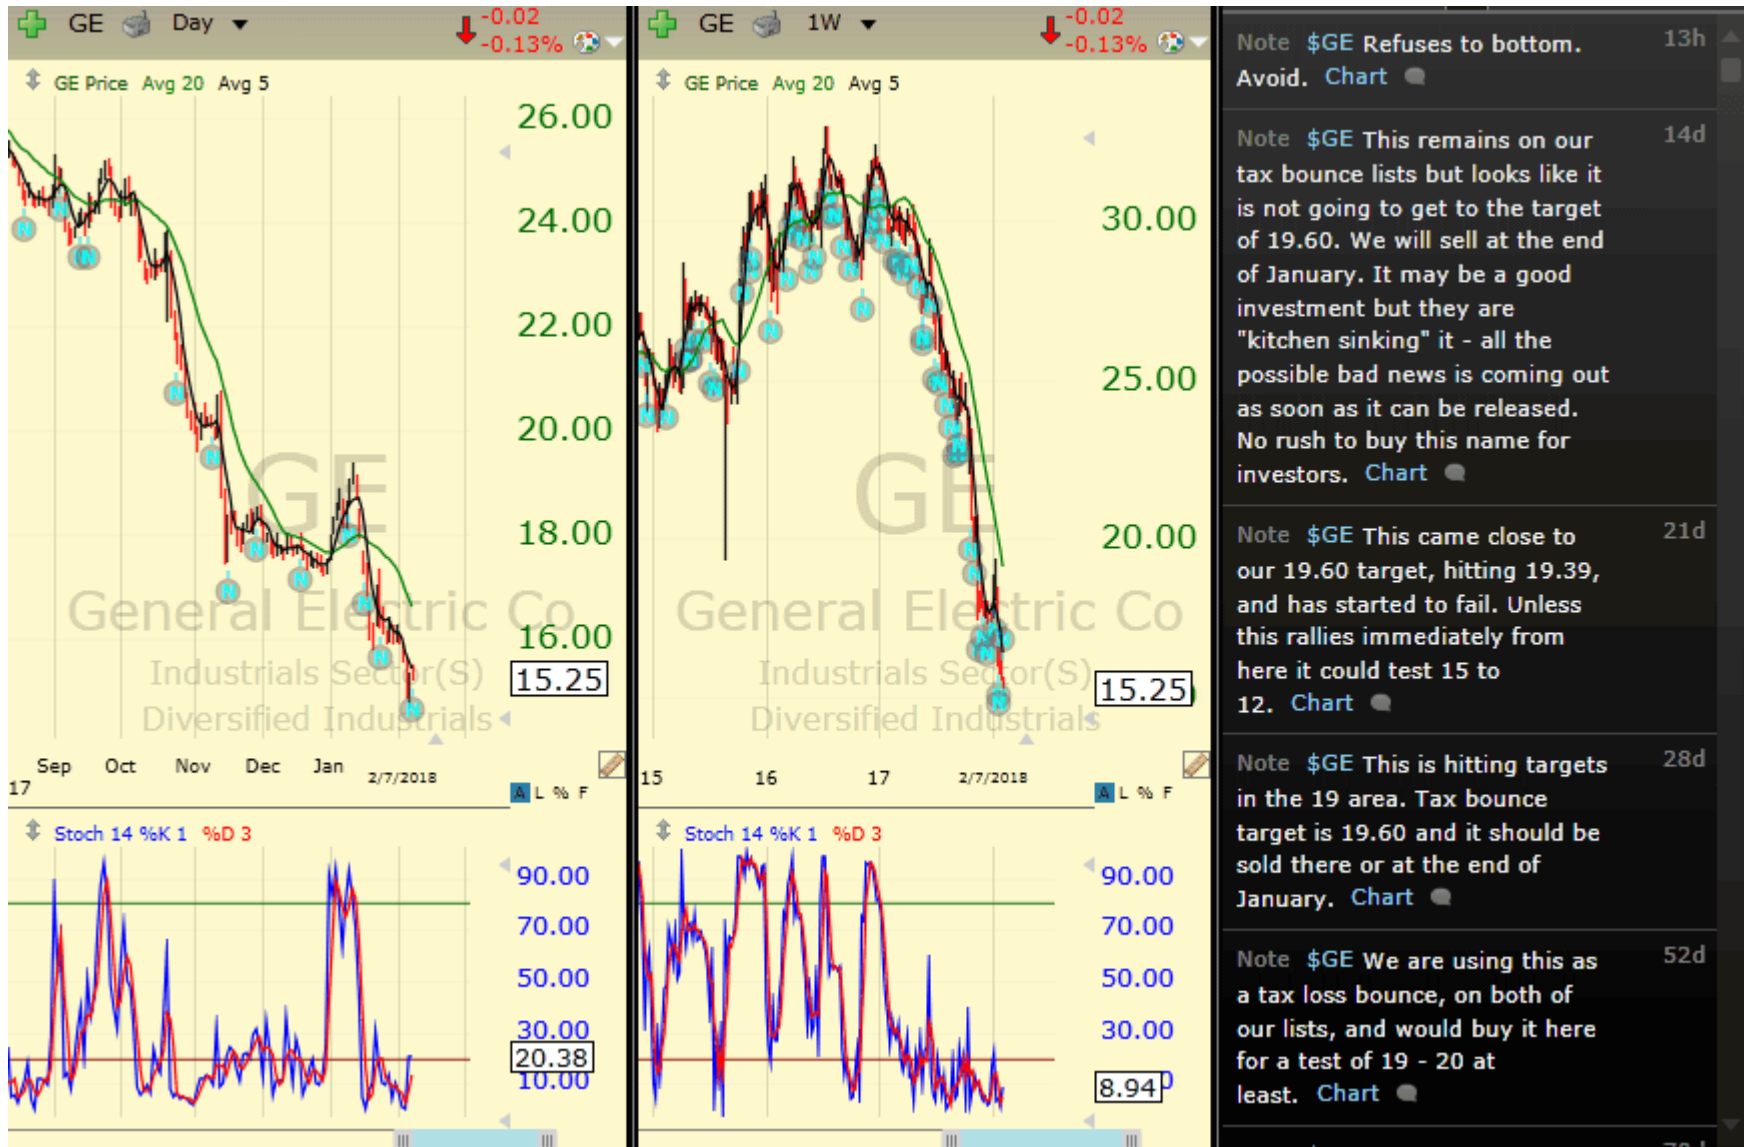 GE Day
-0.02
-0.13%
GE Price Avg 20 Avg 5
26.00
24.00
22.00
20.00
18.00
16.00
15.25
GE
General Electric Co
Industrials Sector(S)
Diversified Industrials
Sep Oct Nov Dec Jan 2/7/2018
17
A L % F
Stoch 14 %K 1 %D 3
90.00
70.00
50.00
30.00
20.38
10.00
GE 1W
-0.02
-0.13%
GE Price Avg 20 Avg 5
30.00
25.00
20.00
15.25
GE
General Electric Co
Industrials Sector(S)
Diversified Industrials
15 16 17 2/7/2018
A L % F
Stoch 14 %K 1 %D 3
90.00
70.00
50.00
30.00
8.94
Note $GE Refuses to bottom. 13h
Avoid. Chart
Note $GE This remains on our 14d
tax bounce lists but looks like it
is not going to get to the target
of 19.60. We will sell at the end
of January. It may be a good
investment but they are
"kitchen sinking" it - all the
possible bad news is coming out
as soon as it can be released.
No rush to buy this name for
investors. Chart
Note $GE This came close to 21d
our 19.60 target, hitting 19.39,
and has started to fail. Unless
this rallies immediately from
here it could test 15 to
12. Chart
Note $GE This is hitting targets 28d
in the 19 area. Tax bounce
target is 19.60 and it should be
sold there or at the end of
January. Chart
Note $GE We are using this as 52d
a tax loss bounce, on both of
our lists, and would buy it here
for a test of 19 - 20 at
least. Chart